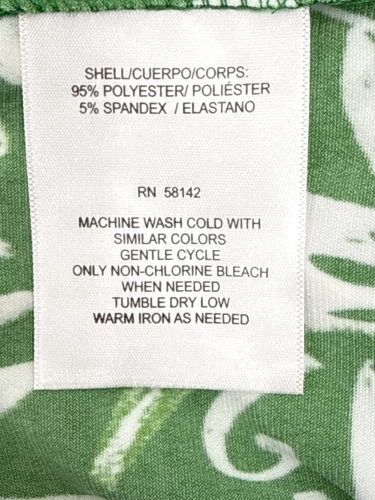 SHELL/CUERPO/CORPS:
95% POLYESTER/ POLIÉSTER
5% SPANDEX / ELASTANO
RN 58142
MACHINE WASH COLD WITH
SIMILAR COLORS
GENTLE CYCLE
ONLY NON-CHLORINE BLEACH
WHEN NEEDED
TUMBLE DRY LOW
WARM IRON AS NEEDED